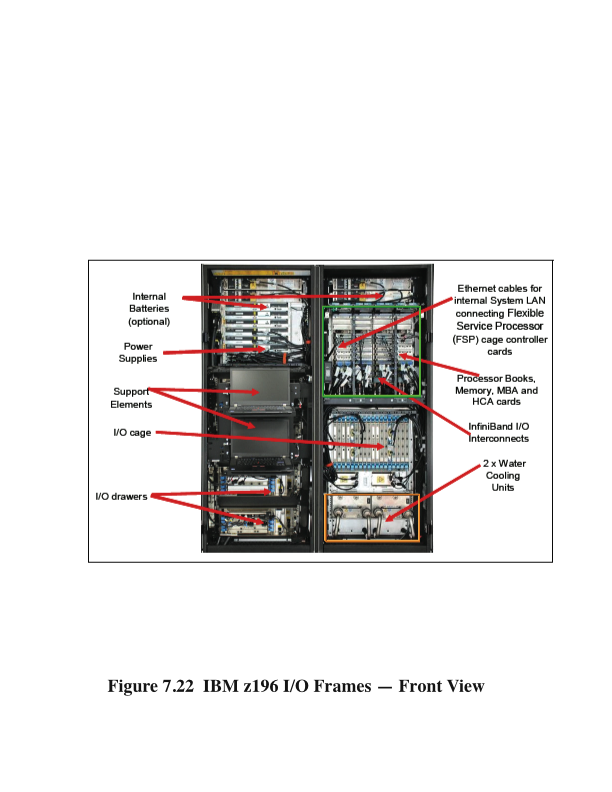 Internal
Batteries
(optional)
Power
Supplies
Support
Elements
I/O cage
I/O drawers
Ethernet cables for
internal System LAN
connecting Flexible
Service Processor
(FSP) cage controller
cards
Processor Books,
Memory, MBA and
HCA cards
InfiniBand I/O
Interconnects
2 x Water
Cooling
Units
Figure 7.22 IBM z196 I/O Frames — Front View